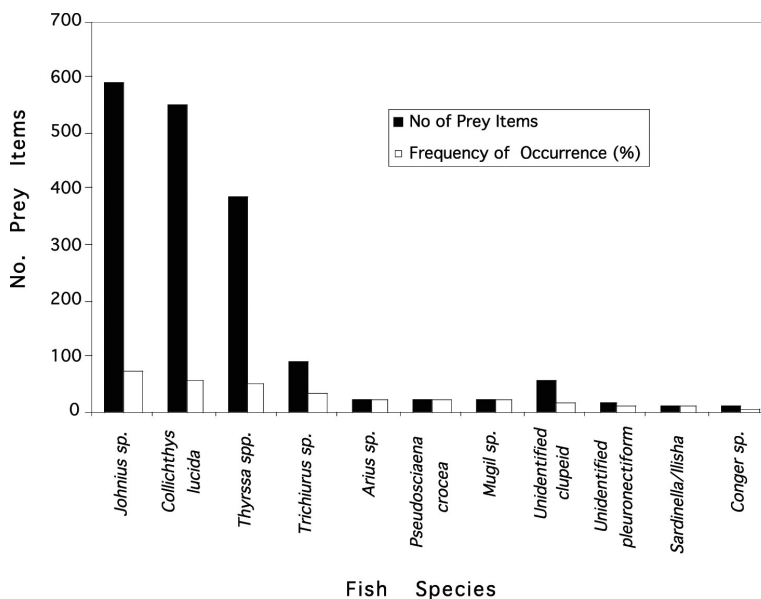 700
600
500
400
300
200
100
0
No. Prey Items
No of Prey Items
Frequency of Occurrence (%)
Johnius sp.
Collichthys
lucida
Thyrssa spp.
Trichiurus sp.
Arius sp.
Pseudosciaena
crocea
Mugil sp.
Unidentified
clupeid
Unidentified
pleuronectiform
Sardinella/Ilisha
Conger sp.
Fish Species